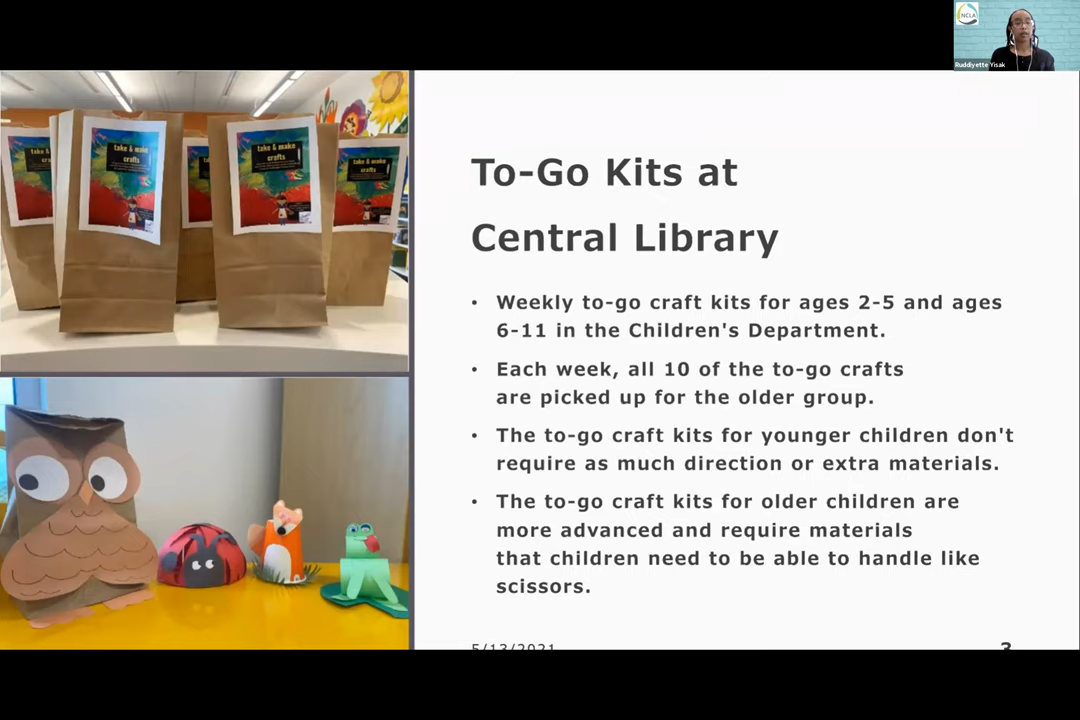 NCLA
Ruddiyette Yisak
take & make
crafts
take & make
crafts
take & make
crafts
To-Go Kits at
Central Library
• Weekly to-go craft kits for ages 2-5 and ages
6-11 in the Children's Department.
• Each week, all 10 of the to-go crafts
are picked up for the older group.
• The to-go craft kits for younger children don't
require as much direction or extra materials.
• The to-go craft kits for older children are
more advanced and require materials
that children need to be able to handle like
scissors.
5/13/2021
3